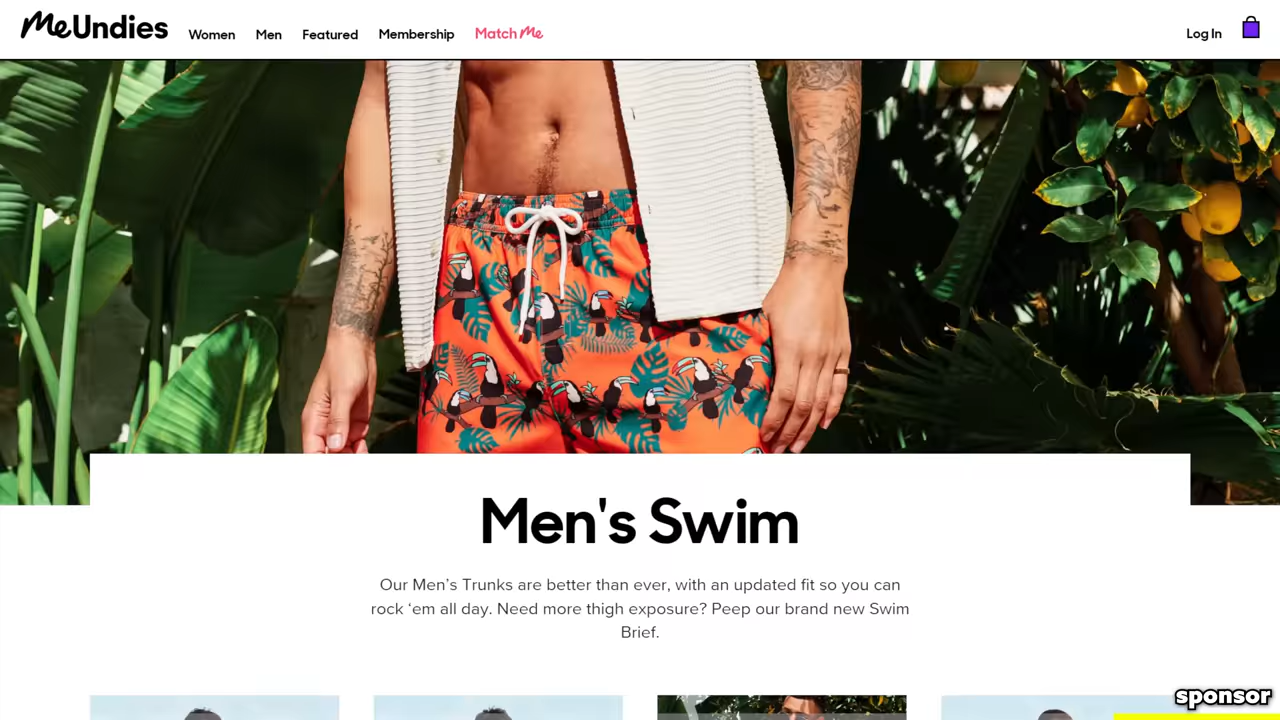 MeUndies Women Men Featured Membership Match Me Log In
Men's Swim
Our Men’s Trunks are better than ever, with an updated fit so you can
rock ‘em all day. Need more thigh exposure? Peep our brand new Swim
Brief.
sponsor